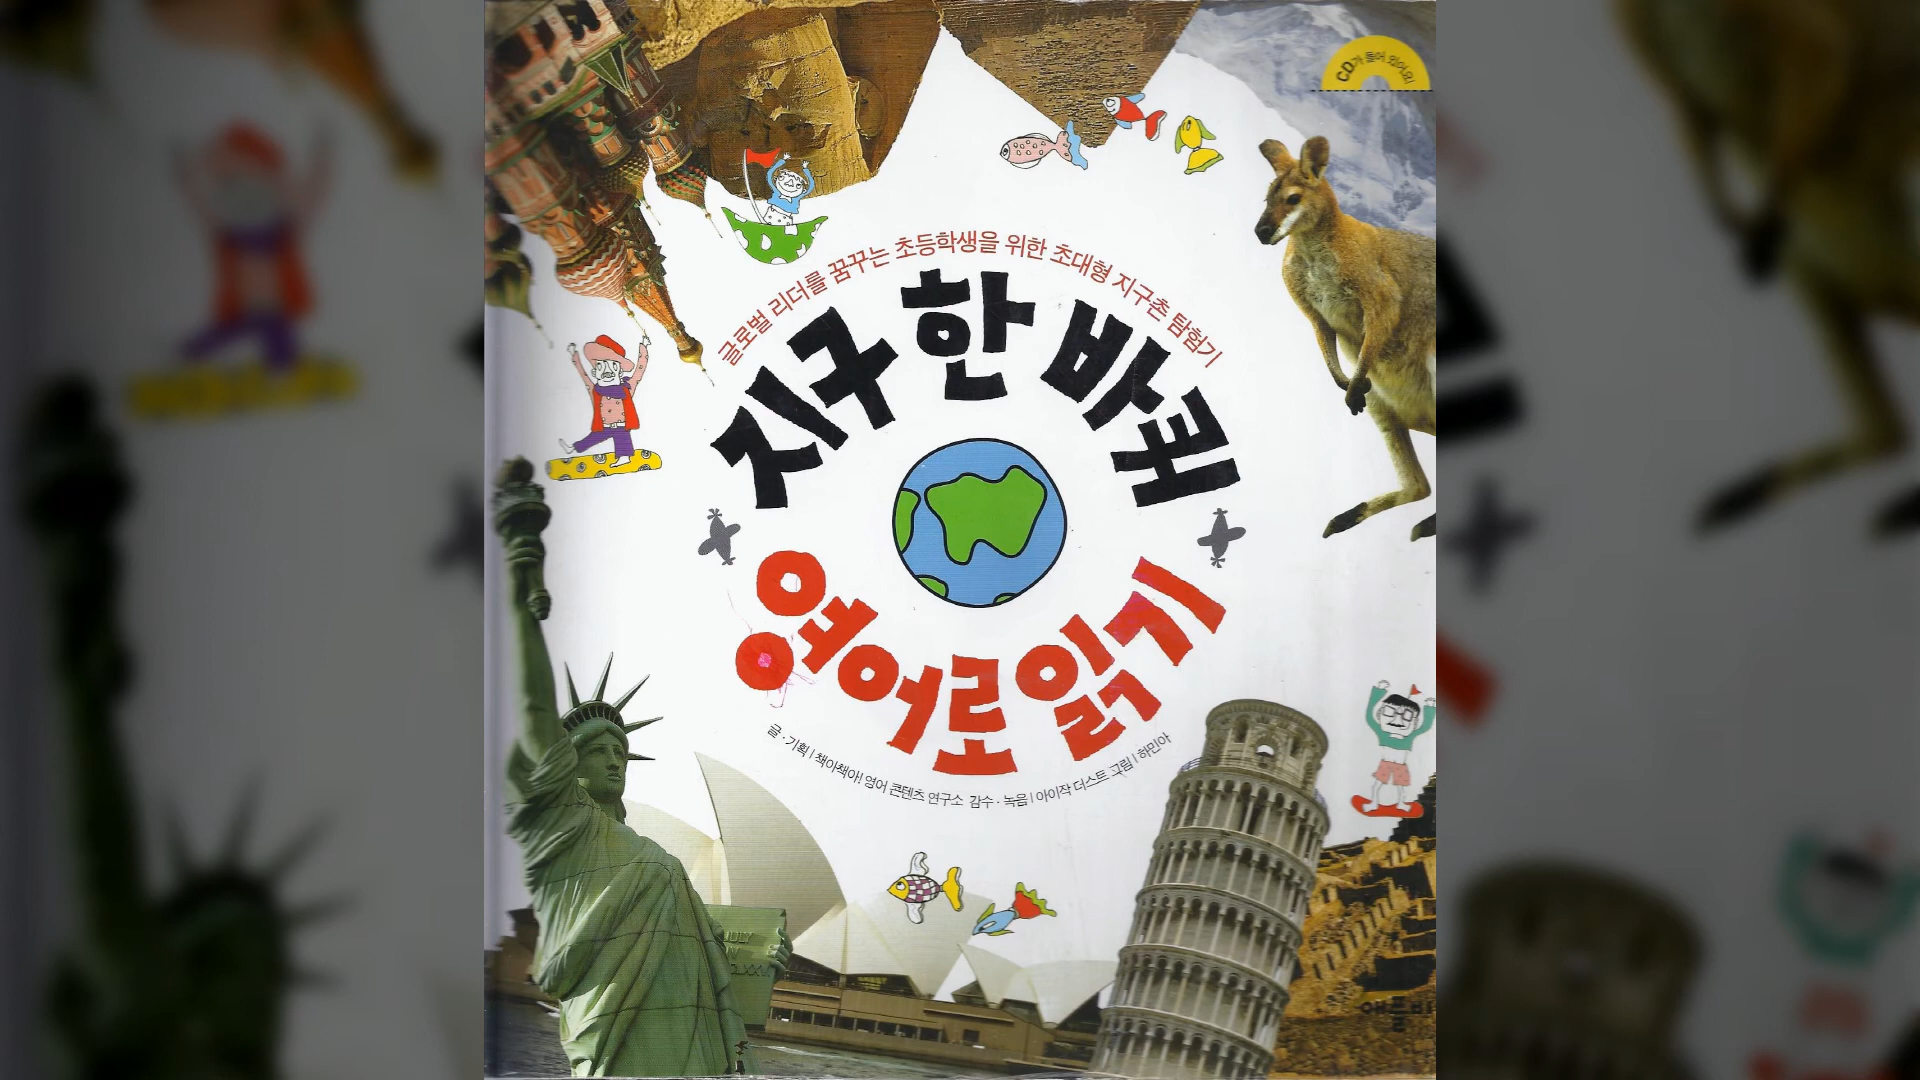 CD가 들어 있어요!
글로벌 리더를 꿈꾸는 초등학생을 위한 초대형 지구촌 탐험기
지구 한 바퀴
영어로 읽기
글·기획 | 책아책아! 영어 콘텐츠 연구소 감수·녹음 | 아이작 더스트 그림 | 허민아